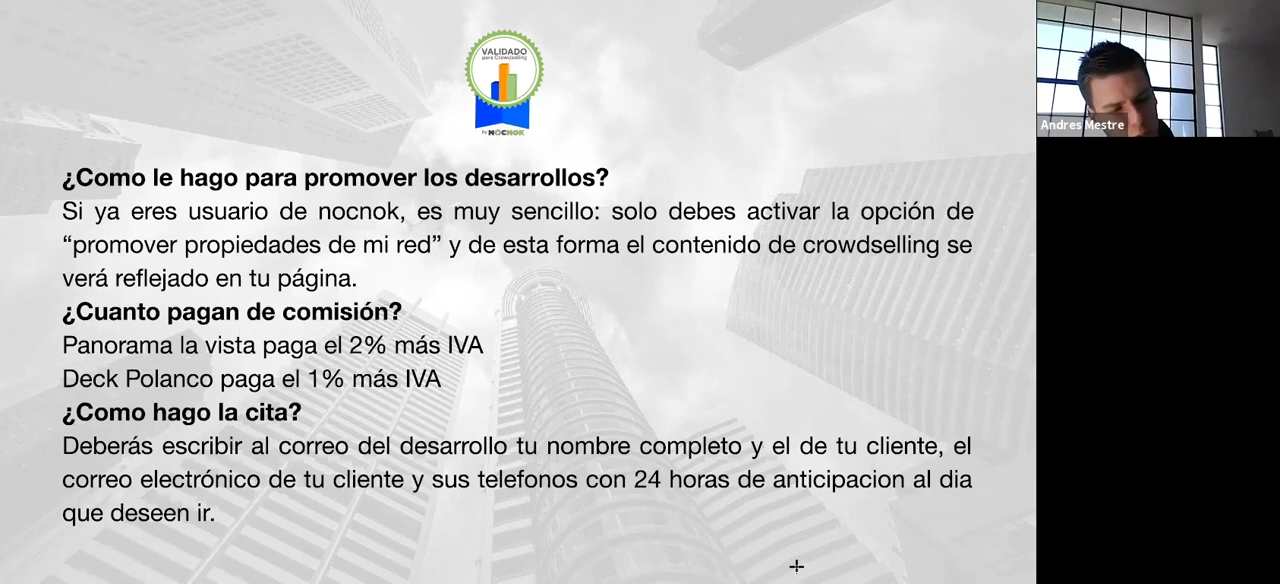 VALIDADO
para Crowdselling
by NOCNOK
¿Como le hago para promover los desarrollos?
Si ya eres usuario de nocnok, es muy sencillo: solo debes activar la opción de
“promover propiedades de mi red” y de esta forma el contenido de crowdselling se
verá reflejado en tu página.
¿Cuanto pagan de comisión?
Panorama la vista paga el 2% más IVA
Deck Polanco paga el 1% más IVA
¿Como hago la cita?
Deberás escribir al correo del desarrollo tu nombre completo y el de tu cliente, el
correo electrónico de tu cliente y sus telefonos con 24 horas de anticipacion al dia
que deseen ir.
Andres Mestre